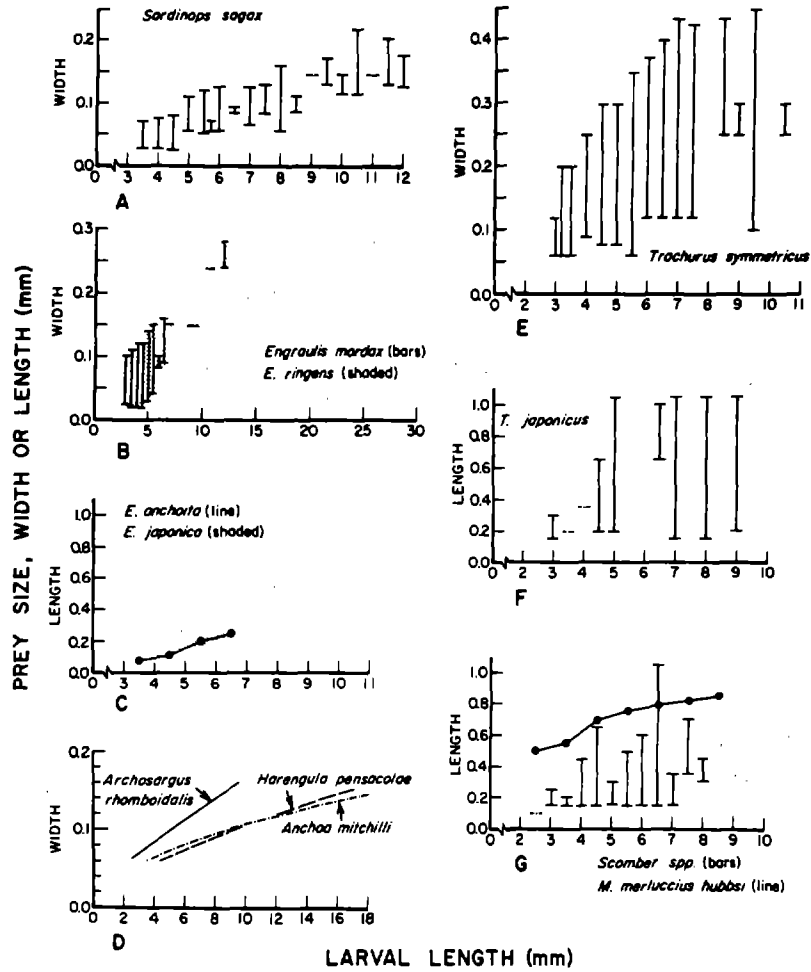 PREY SIZE, WIDTH OR LENGTH (mm)
Sardinops sagax
WIDTH
0.2
0.1
0.0
0 3 4 5 6 7 8 9 10 11 12
A
0.3
0.2
WIDTH
0.1
0.0
Engraulis mordax (bars)
E. ringens (shaded)
0 5 10 15 20 25 30
B
E. anchoita (line)
E. japonica (shaded)
1.0
0.8
0.6
0.4
0.2
0.0
LENGTH
0 3 4 5 6 7 8 9 10 11
C
0.2
WIDTH
0.1
0.0
Archosargus
rhomboidalis
Harengula pensacolae
Anchoa mitchilli
0 2 4 6 8 10 12 14 16 18
D
0.4
0.3
WIDTH
0.2
0.1
0.0
Trachurus symmetricus
0 2 3 4 5 6 7 8 9 10 11
E
T. japonicus
1.0
0.8
0.6
0.4
0.2
0.0
LENGTH
0 2 3 4 5 6 7 8 9 10
F
1.0
0.8
0.6
0.4
0.2
0.0
LENGTH
0 2 3 4 5 6 7 8 9 10
G
Scomber spp. (bars)
M. merluccius hubbsi (line)
LARVAL LENGTH (mm)